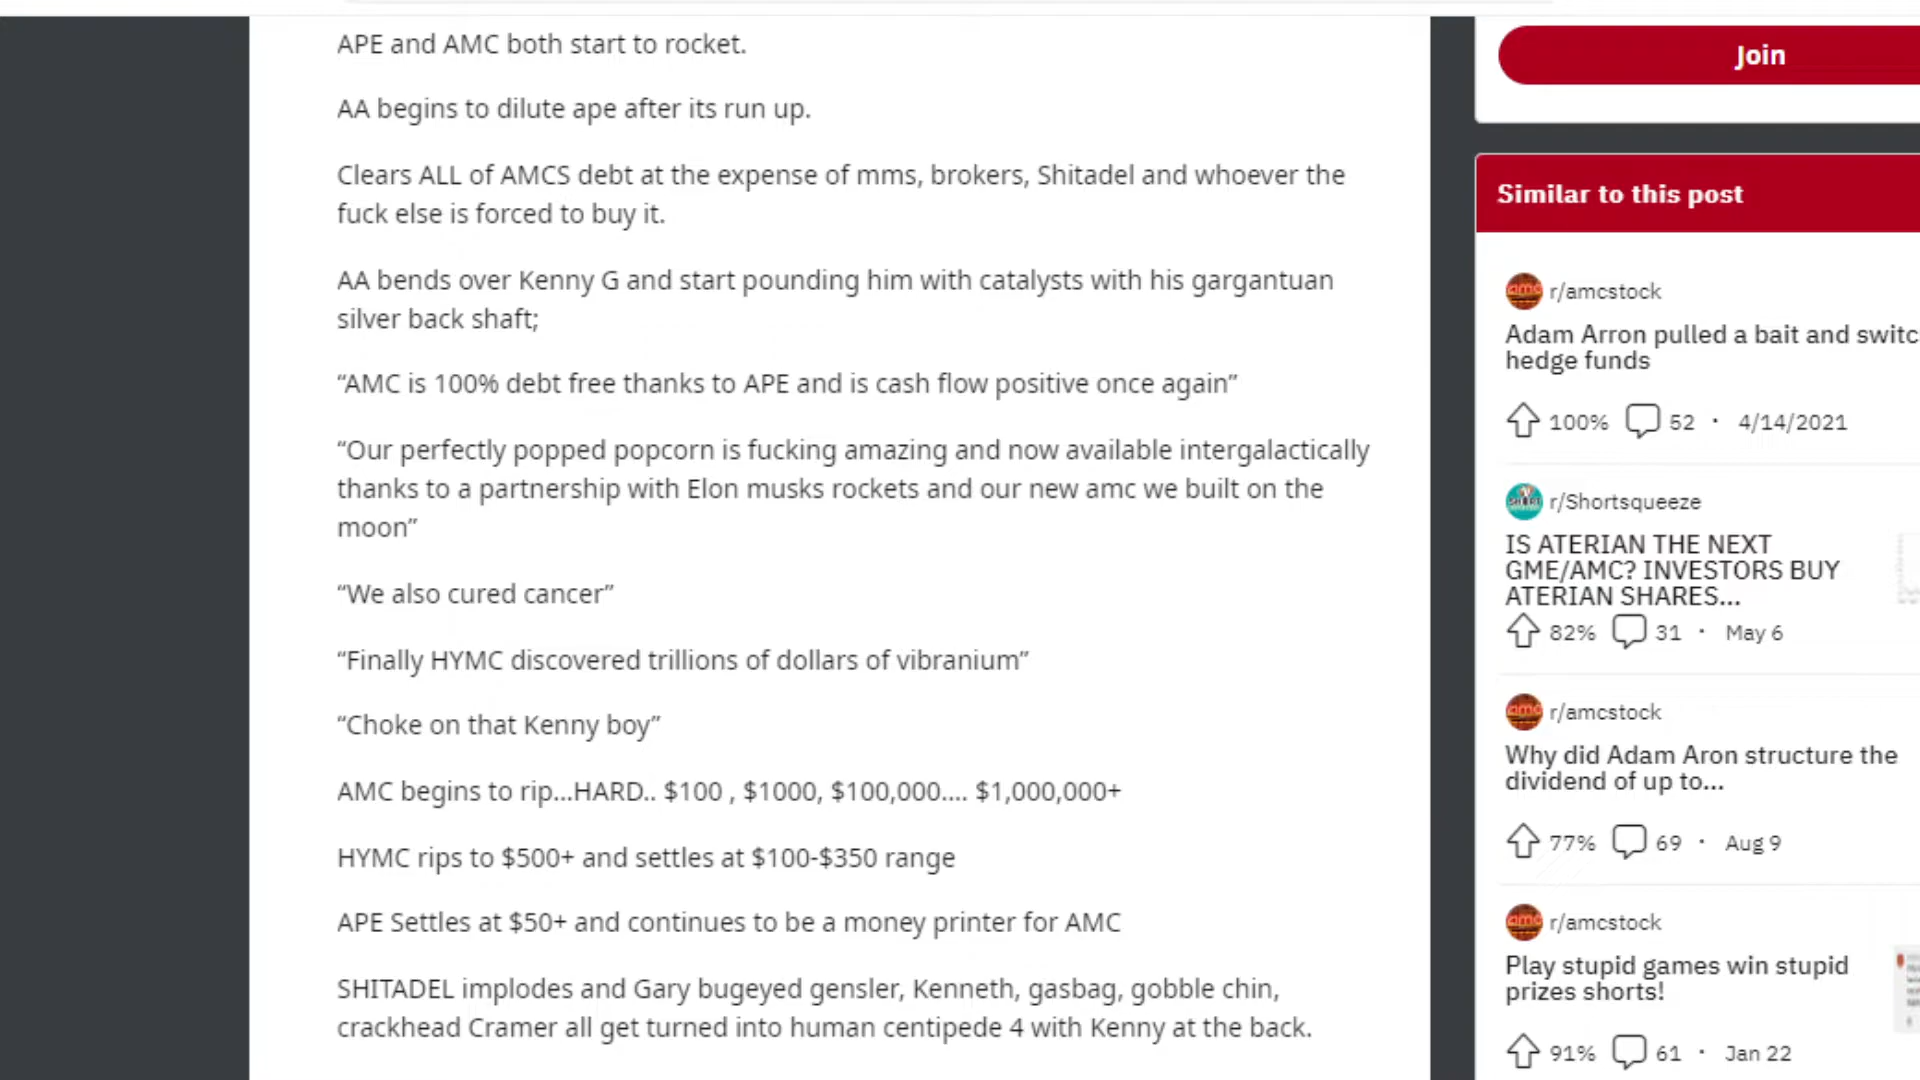 APE and AMC both start to rocket.
AA begins to dilute ape after its run up.
Clears ALL of AMCS debt at the expense of mms, brokers, Shitadel and whoever the
fuck else is forced to buy it.
AA bends over Kenny G and start pounding him with catalysts with his gargantuan
silver back shaft;
“AMC is 100% debt free thanks to APE and is cash flow positive once again”
“Our perfectly popped popcorn is fucking amazing and now available intergalactically
thanks to a partnership with Elon musks rockets and our new amc we built on the
moon”
“We also cured cancer”
“Finally HYMC discovered trillions of dollars of vibranium”
“Choke on that Kenny boy”
AMC begins to rip...HARD.. $100 , $1000, $100,000.... $1,000,000+
HYMC rips to $500+ and settles at $100-$350 range
APE Settles at $50+ and continues to be a money printer for AMC
SHITADEL implodes and Gary bugeyed gensler, Kenneth, gasbag, gobble chin,
crackhead Cramer all get turned into human centipede 4 with Kenny at the back.
Join
Similar to this post
r/amcstock
Adam Arron pulled a bait and switc
hedge funds
100% 52 · 4/14/2021
r/Shortsqueeze
IS ATERIAN THE NEXT
GME/AMC? INVESTORS BUY
ATERIAN SHARES...
82% 31 · May 6
r/amcstock
Why did Adam Aron structure the
dividend of up to...
77% 69 · Aug 9
r/amcstock
Play stupid games win stupid
prizes shorts!
91% 61 · Jan 22